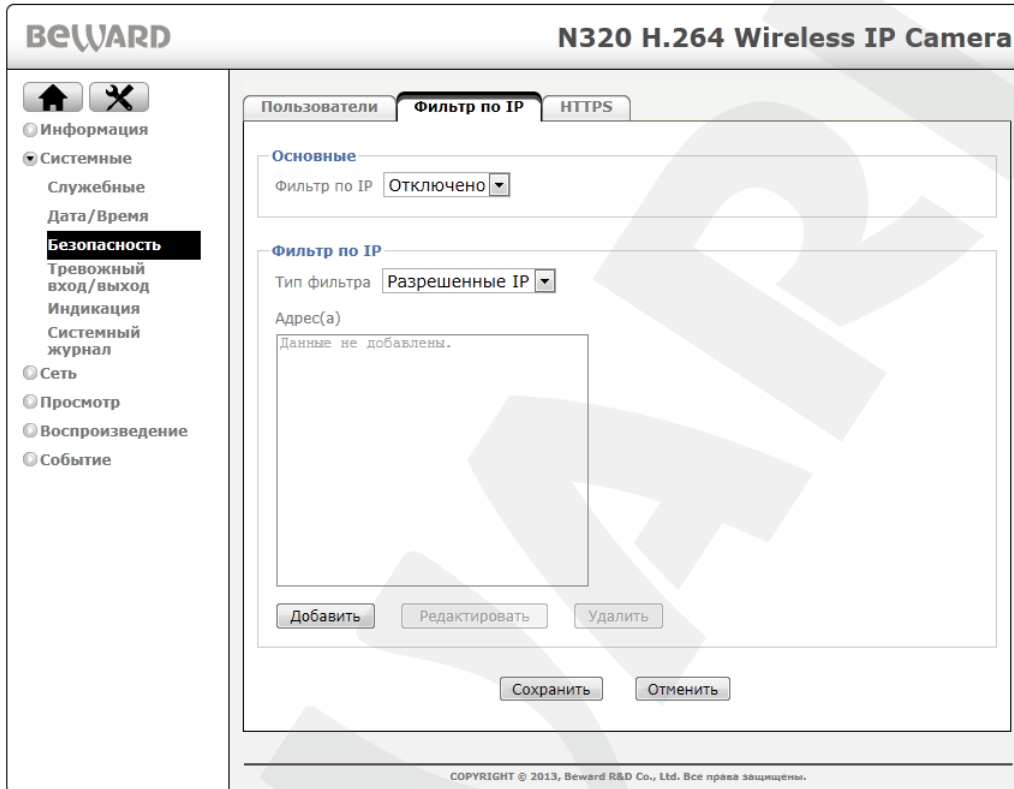 BEWARD
N320 H.264 Wireless IP Camera
Информация
Системные
Служебные
Дата/Время
Безопасность
Тревожный
вход/выход
Индикация
Системный
журнал
Сеть
Просмотр
Воспроизведение
Событие
Пользователи
Фильтр по IP
HTTPS
Основные
Фильтр по IP Отключено
Фильтр по IP
Тип фильтра Разрешенные IP
Адрес(а)
Данные не добавлены.
Добавить Редактировать Удалить
Сохранить Отменить
COPYRIGHT © 2013, Beward R&D Co., Ltd. Все права защищены.